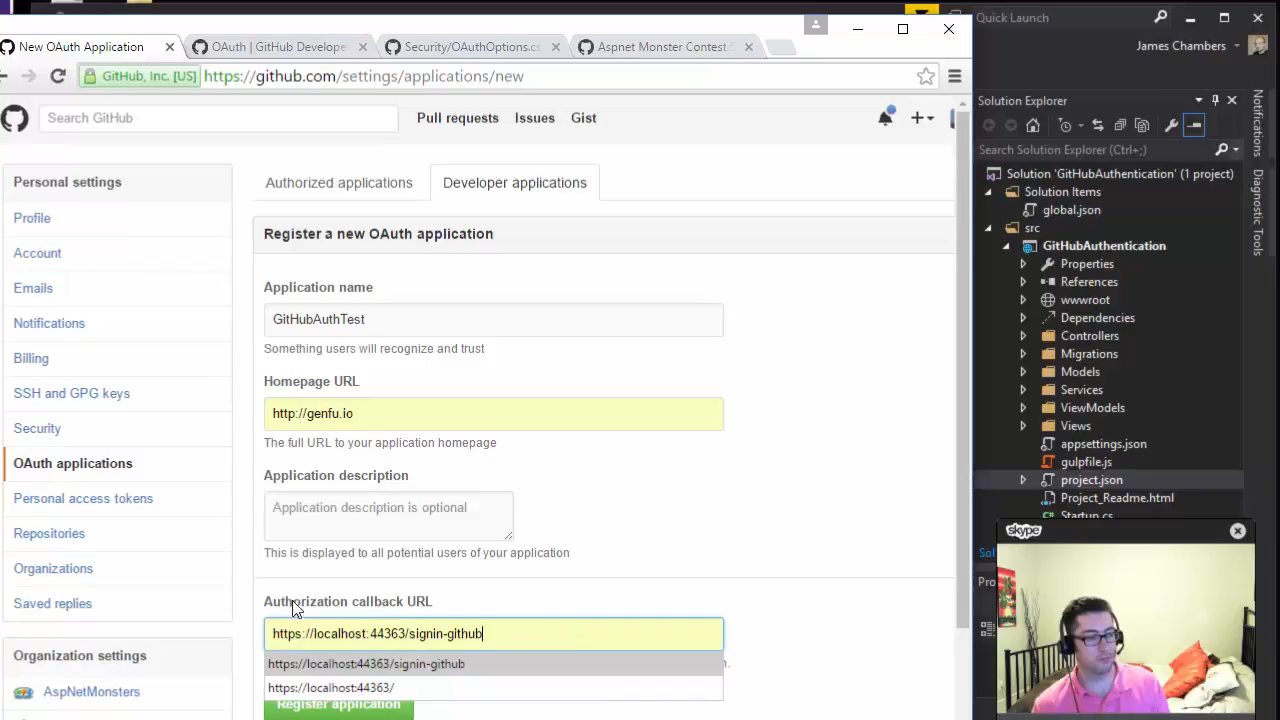 Quick Launch
New OAuth Application
OAuth | GitHub Develope
Security/OAuthOptions.cs
Aspnet Monster Contest S
James Chambers
GitHub, Inc. [US]
https://github.com/settings/applications/new
Search GitHub
Pull requests
Issues
Gist
Personal settings
Profile
Account
Emails
Notifications
Billing
SSH and GPG keys
Security
OAuth applications
Personal access tokens
Repositories
Organizations
Saved replies
Organization settings
AspNetMonsters
Authorized applications
Developer applications
Register a new OAuth application
Application name
GitHubAuthTest
Something users will recognize and trust
Homepage URL
http://genfu.io
The full URL to your application homepage
Application description
Application description is optional
This is displayed to all potential users of your application
Authorization callback URL
https://localhost:44363/signin-github
https://localhost:44363/signin-github
https://localhost:44363/
Register application
Solution Explorer
Search Solution Explorer (Ctrl+;)
Solution 'GitHubAuthentication' (1 project)
Solution Items
global.json
src
GitHubAuthentication
Properties
References
wwwroot
Dependencies
Controllers
Migrations
Models
Services
ViewModels
Views
appsettings.json
gulpfile.js
project.json
Project_Readme.html
Startup.cs
Notifications
Diagnostic Tools
skype
Sol
Pro